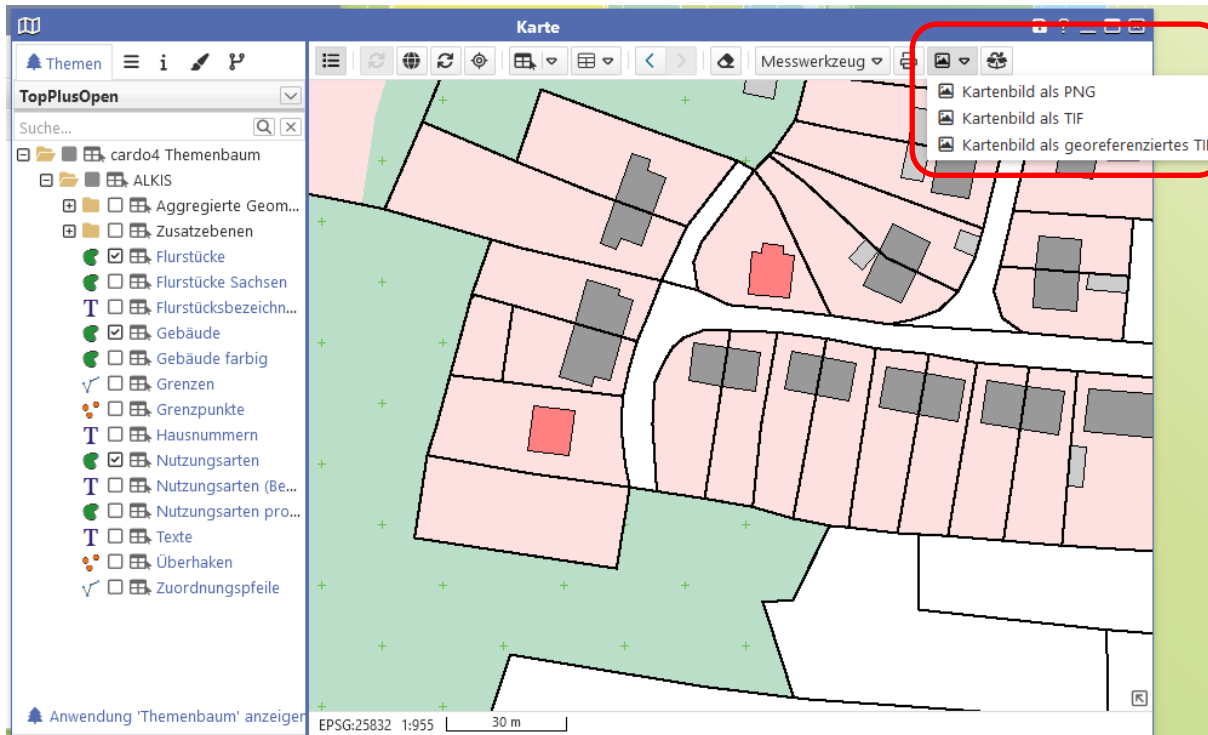 Karte
Themen
Messwerkzeug
TopPlusOpen
Suche...
cardo4 Themenbaum
ALKIS
Aggregierte Geom...
Zusatzebenen
Flurstücke
Flurstücke Sachsen
T Flurstücksbezeichn...
Gebäude
Gebäude farbig
Grenzen
Grenzpunkte
T Hausnummern
Nutzungsarten
T Nutzungsarten (Be...
Nutzungsarten pro...
T Texte
Überhaken
Zuordnungspfeile
Anwendung 'Themenbaum' anzeiger
Kartenbild als PNG
Kartenbild als TIF
Kartenbild als georeferenziertes TI
EPSG:25832 1:955 30 m